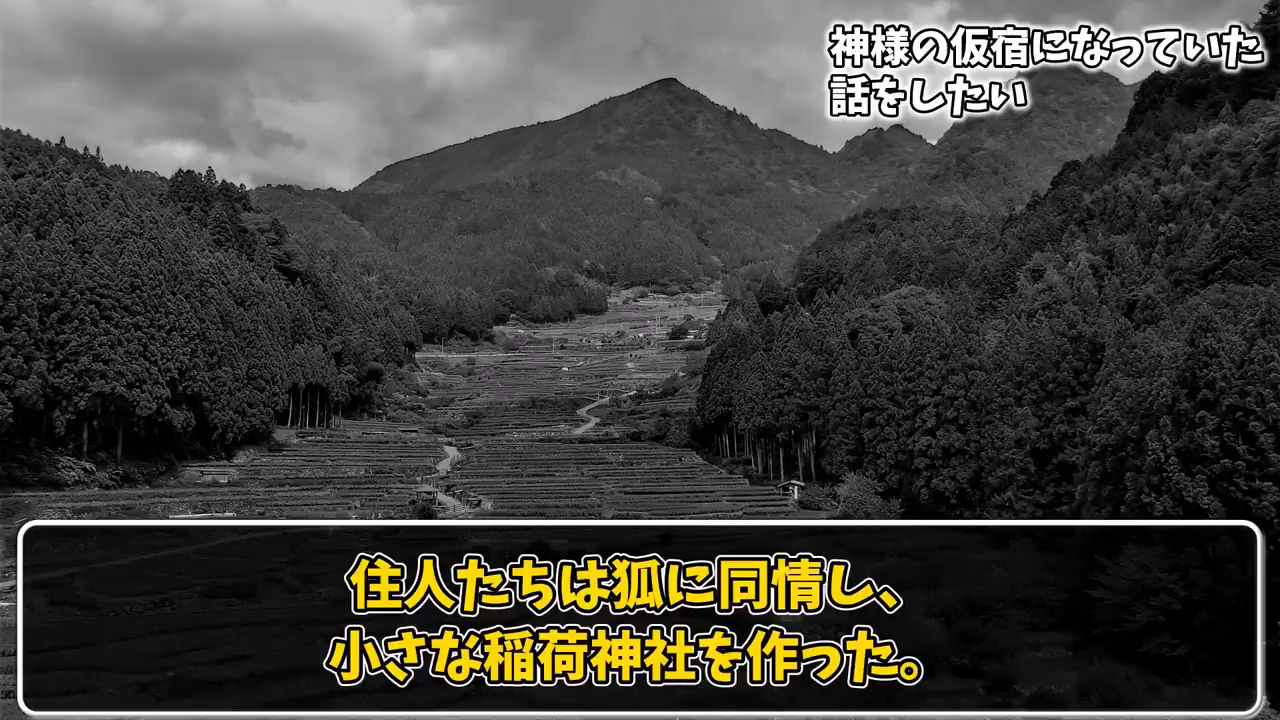 神様の仮宿になっていた
話をしたい
住人たちは狐に同情し、
小さな稲荷神社を作った。